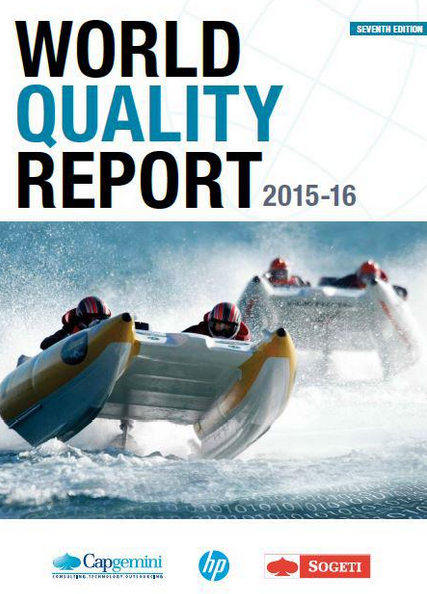 SEVENTH EDITION
WORLD
QUALITY
REPORT 2015-16
Capgemini
CONSULTING.TECHNOLOGY.OUTSOURCING
hp
SOGETI